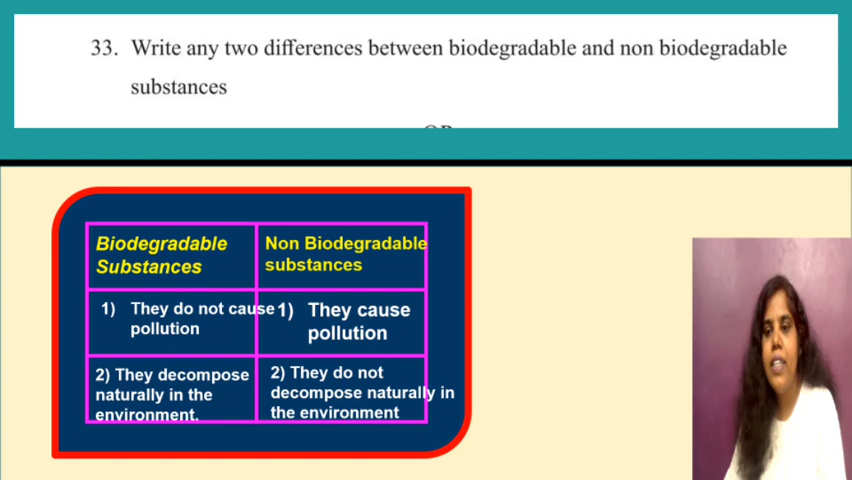 33. Write any two differences between biodegradable and non biodegradable
substances
Biodegradable
Substances
Non Biodegradable
substances
1) They do not cause
pollution
1) They cause
pollution
2) They decompose
naturally in the
environment.
2) They do not
decompose naturally in
the environment